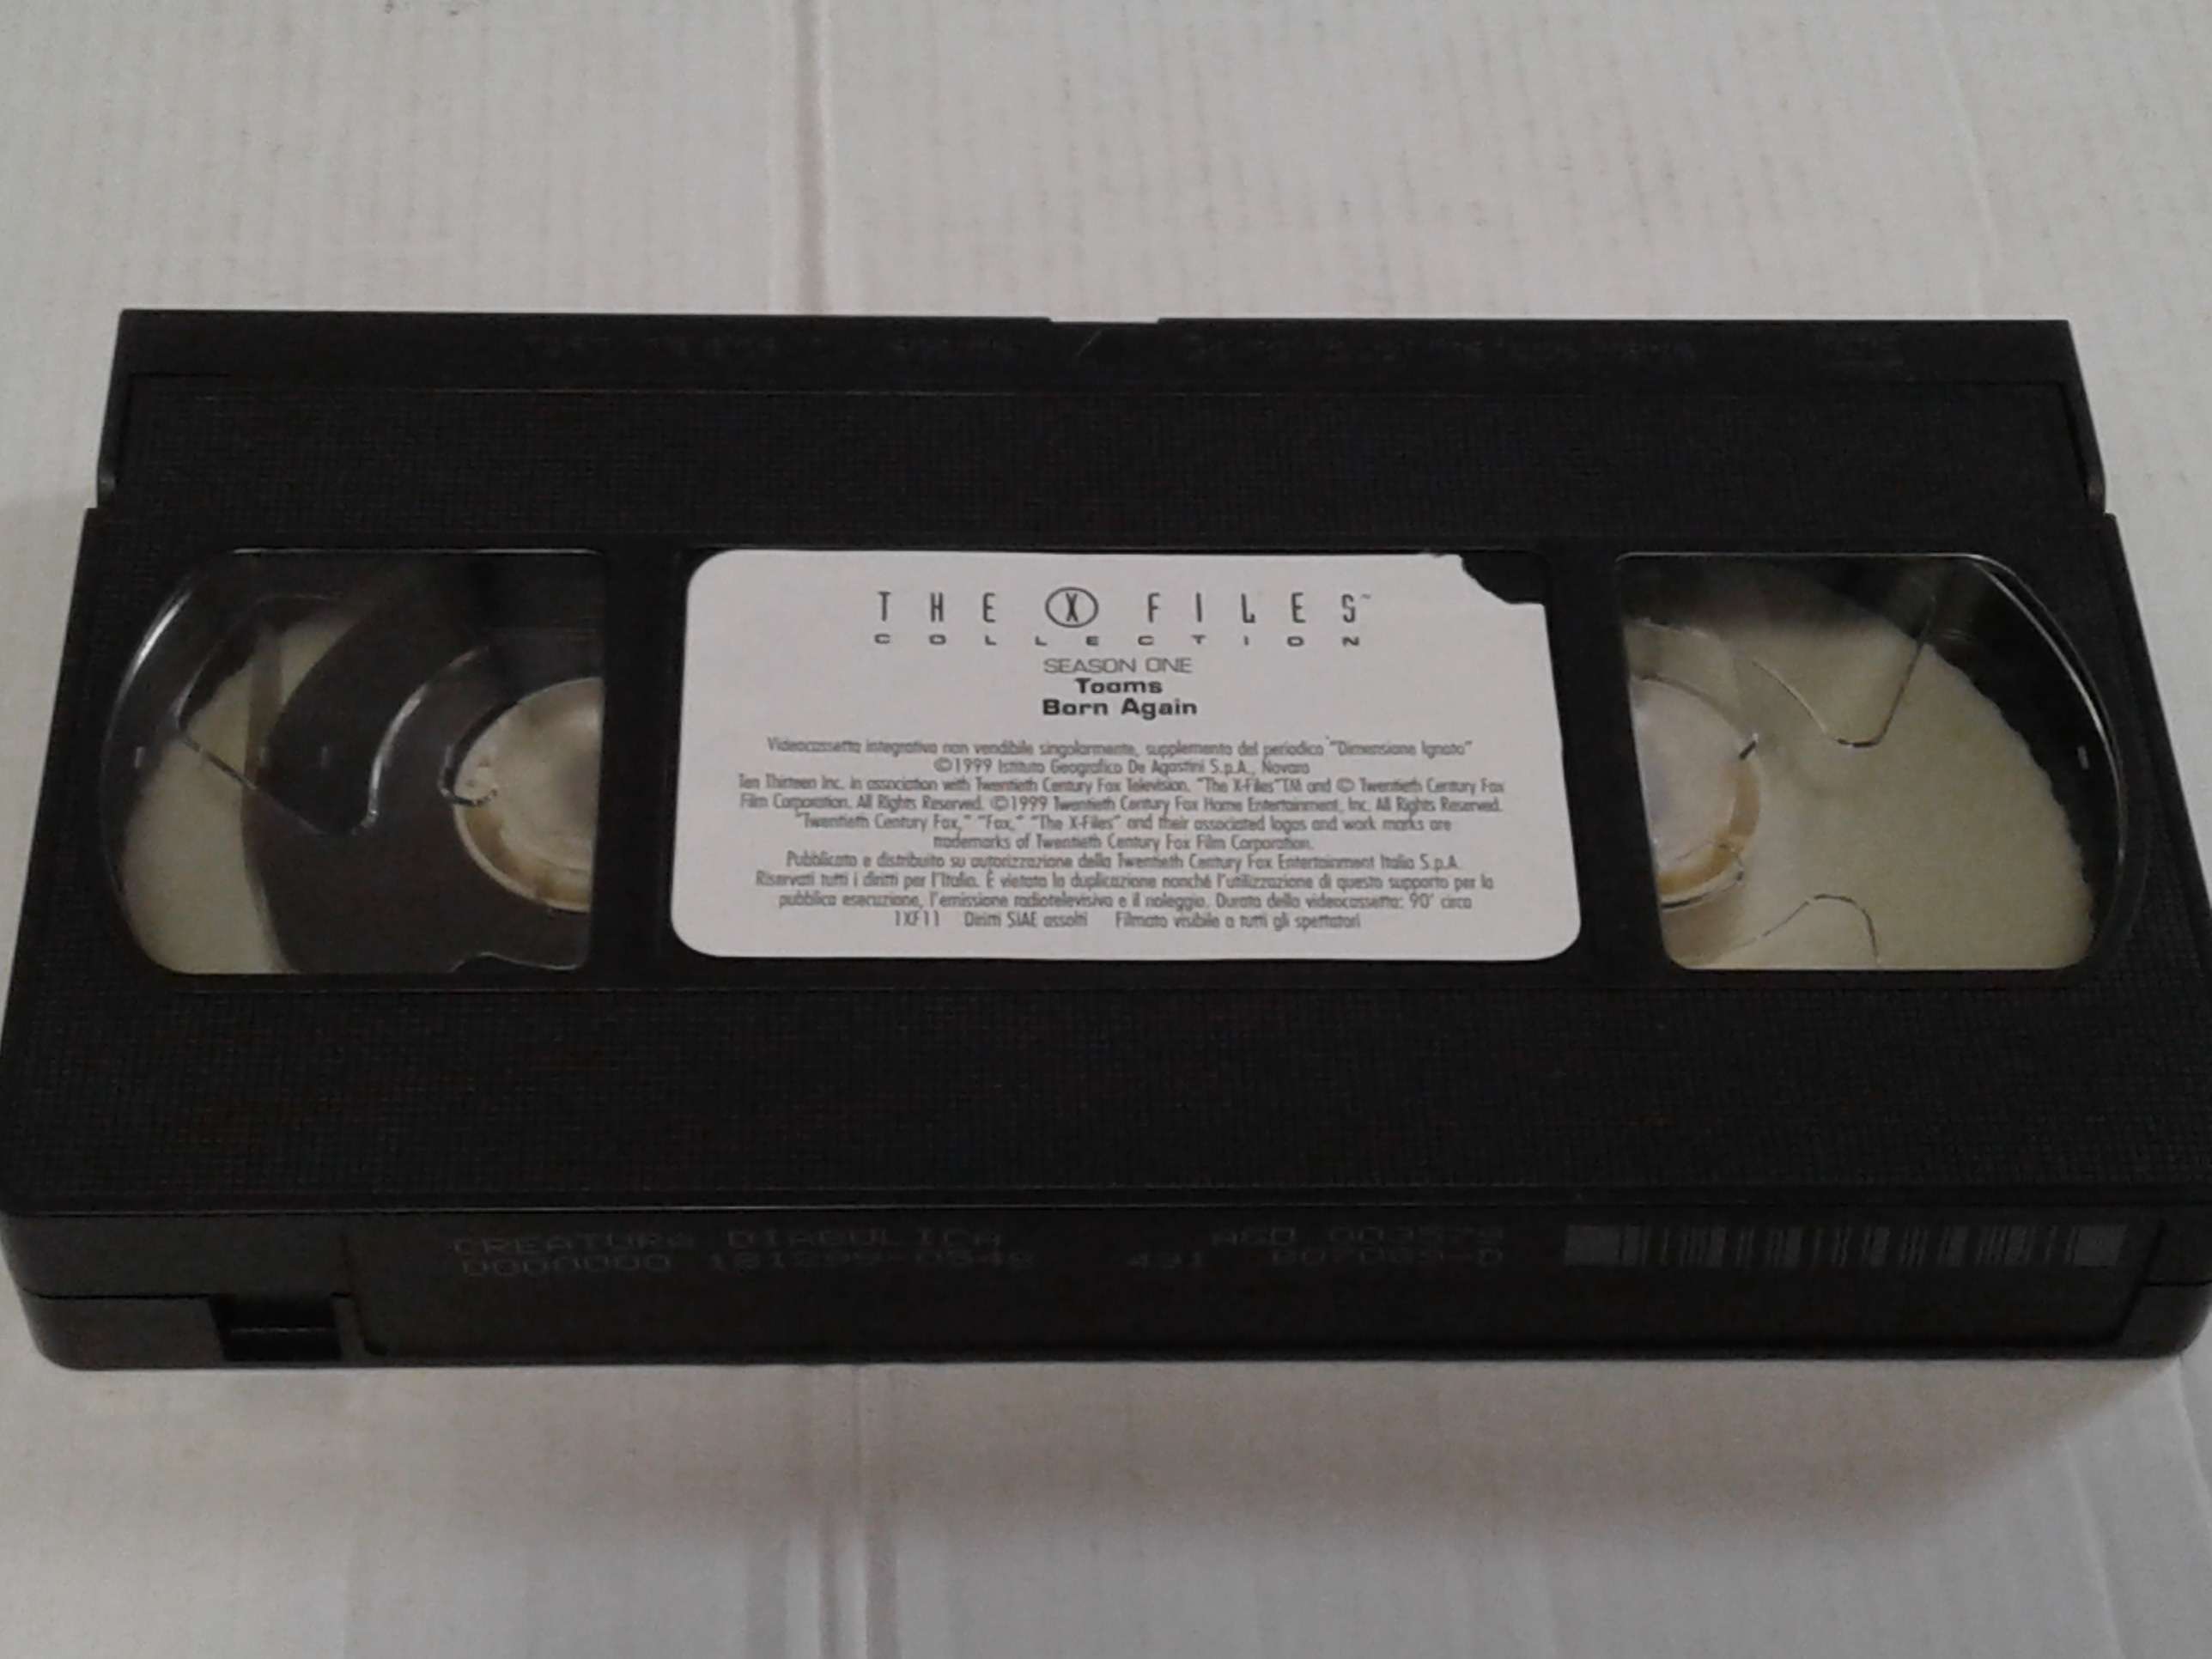 THE X FILES™
COLLECTION
SEASON ONE
Tooms
Born Again
Videocassetta integrativa non vendibile singolarmente, supplemento del periodico "Dimensione Ignoto"
©1999 Istituto Geografico De Agostini S.p.A., Novara
Ten Thirteen Inc. in association with Twentieth Century Fox Television. "The X-Files"TM and © Twentieth Century Fox
Film Corporation. All Rights Reserved. ©1999 Twentieth Century Fox Home Entertainment, Inc. All Rights Reserved.
"Twentieth Century Fox," "Fox," "The X-Files" and their associated logos and work marks are
trademarks of Twentieth Century Fox Film Corporation.
Pubblicato e distribuito su autorizzazione della Twentieth Century Fox Entertainment Italia S.p.A.
Riservati tutti i diritti per l'Italia. È vietata la duplicazione nonché l'utilizzazione di questo supporto per la
pubblica esecuzione, l'emissione radiotelevisiva e il noleggio. Durata della videocassetta: 90' circa
1XF11 Diritti SIAE assolti Filmato visibile a tutti gli spettatori
CREATURA DIABOLICA
D000000 181299-0548 431